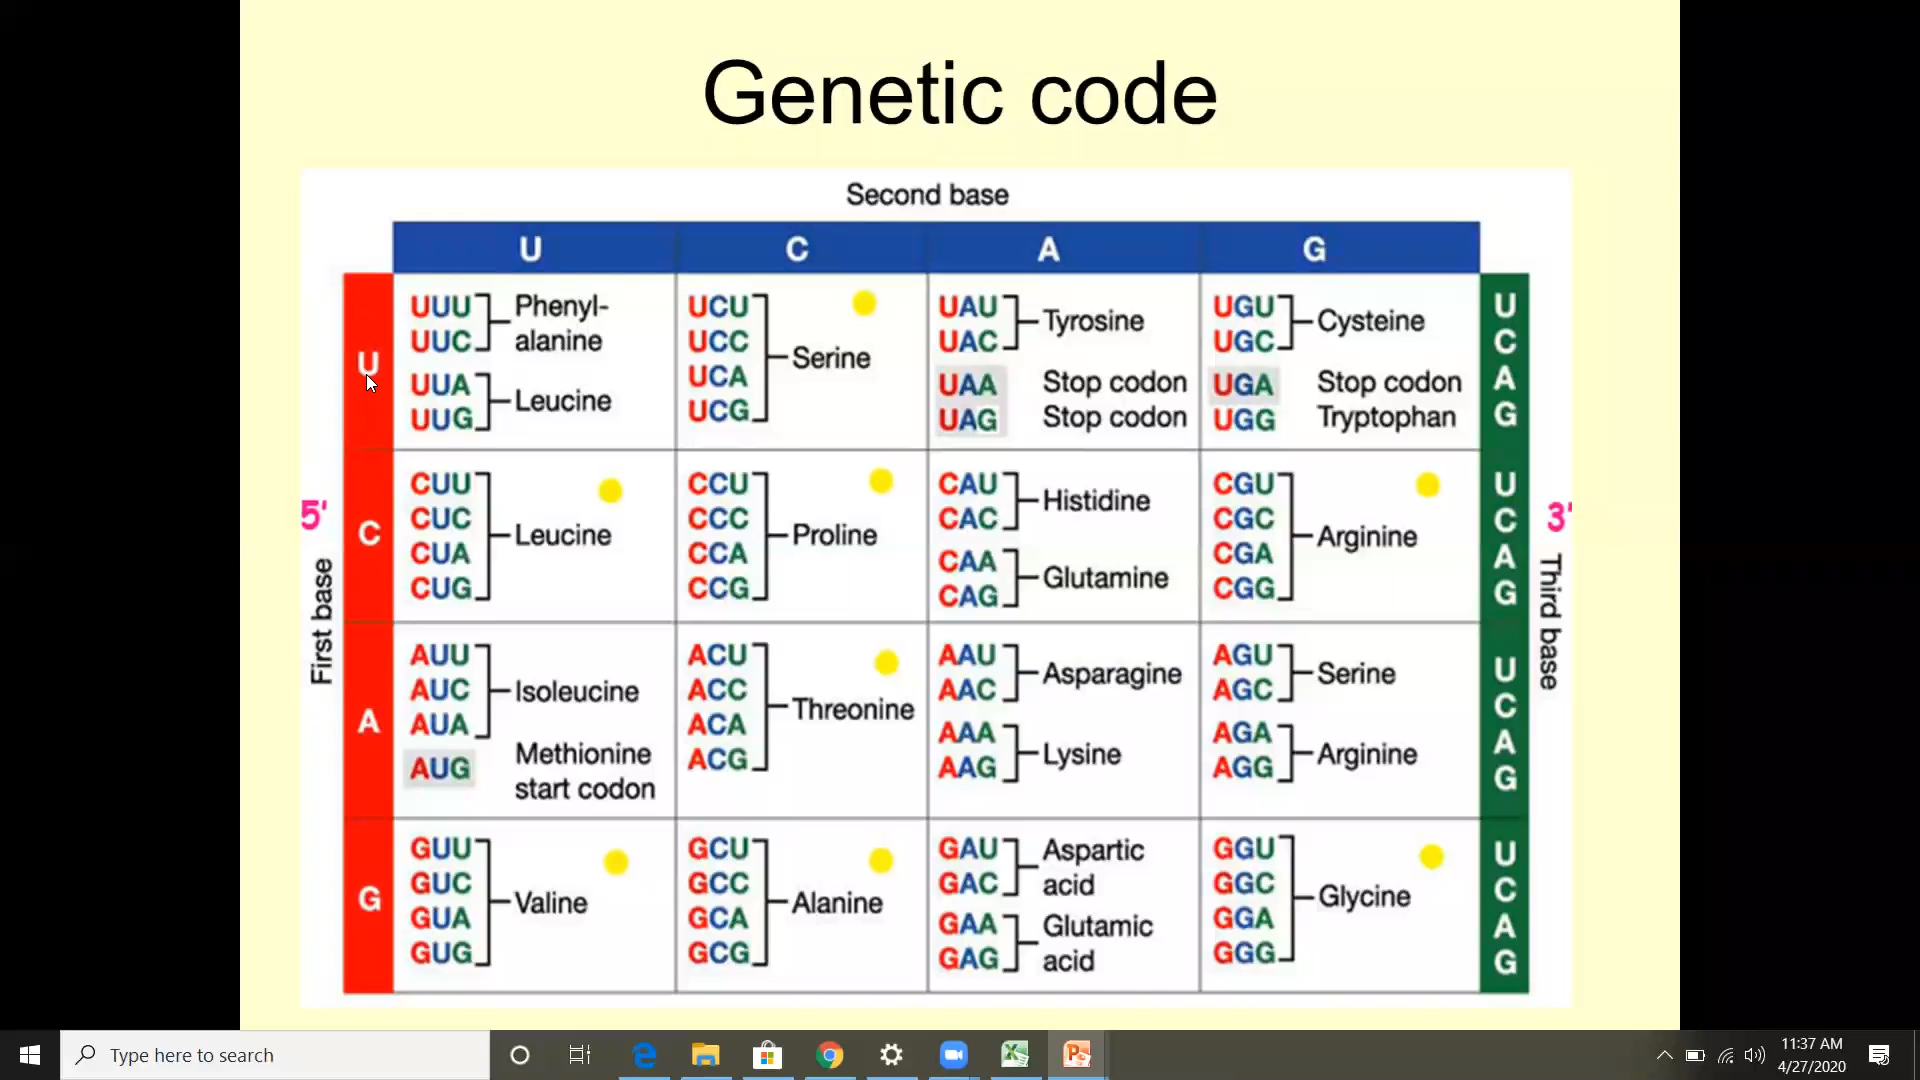 Genetic code
Second base
U C A G
UUU Phenyl- UCU UAU Tyrosine UGU Cysteine U
UUC alanine UCC Serine UAC UGC C
U UUA Leucine UCA UAA Stop codon UGA Stop codon A
UUG UCG UAG Stop codon UGG Tryptophan G
CUU CCU CAU Histidine CGU U
5' C CUC Leucine CCC Proline CAC CGC Arginine C 3'
CUA CCA CAA Glutamine CGA A
CUG CCG CAG CGG G
First base
Third base
AUU ACU AAU Asparagine AGU Serine U
AUC Isoleucine ACC Threonine AAC AGC C
A AUA ACA AAA Lysine AGA Arginine A
AUG Methionine ACG AAG AGG G
start codon
GUU GCU GAU Aspartic GGU U
G GUC Valine GCC Alanine GAC acid GGC Glycine C
GUA GCA GAA Glutamic GGA A
GUG GCG GAG acid GGG G
Type here to search
11:37 AM
4/27/2020